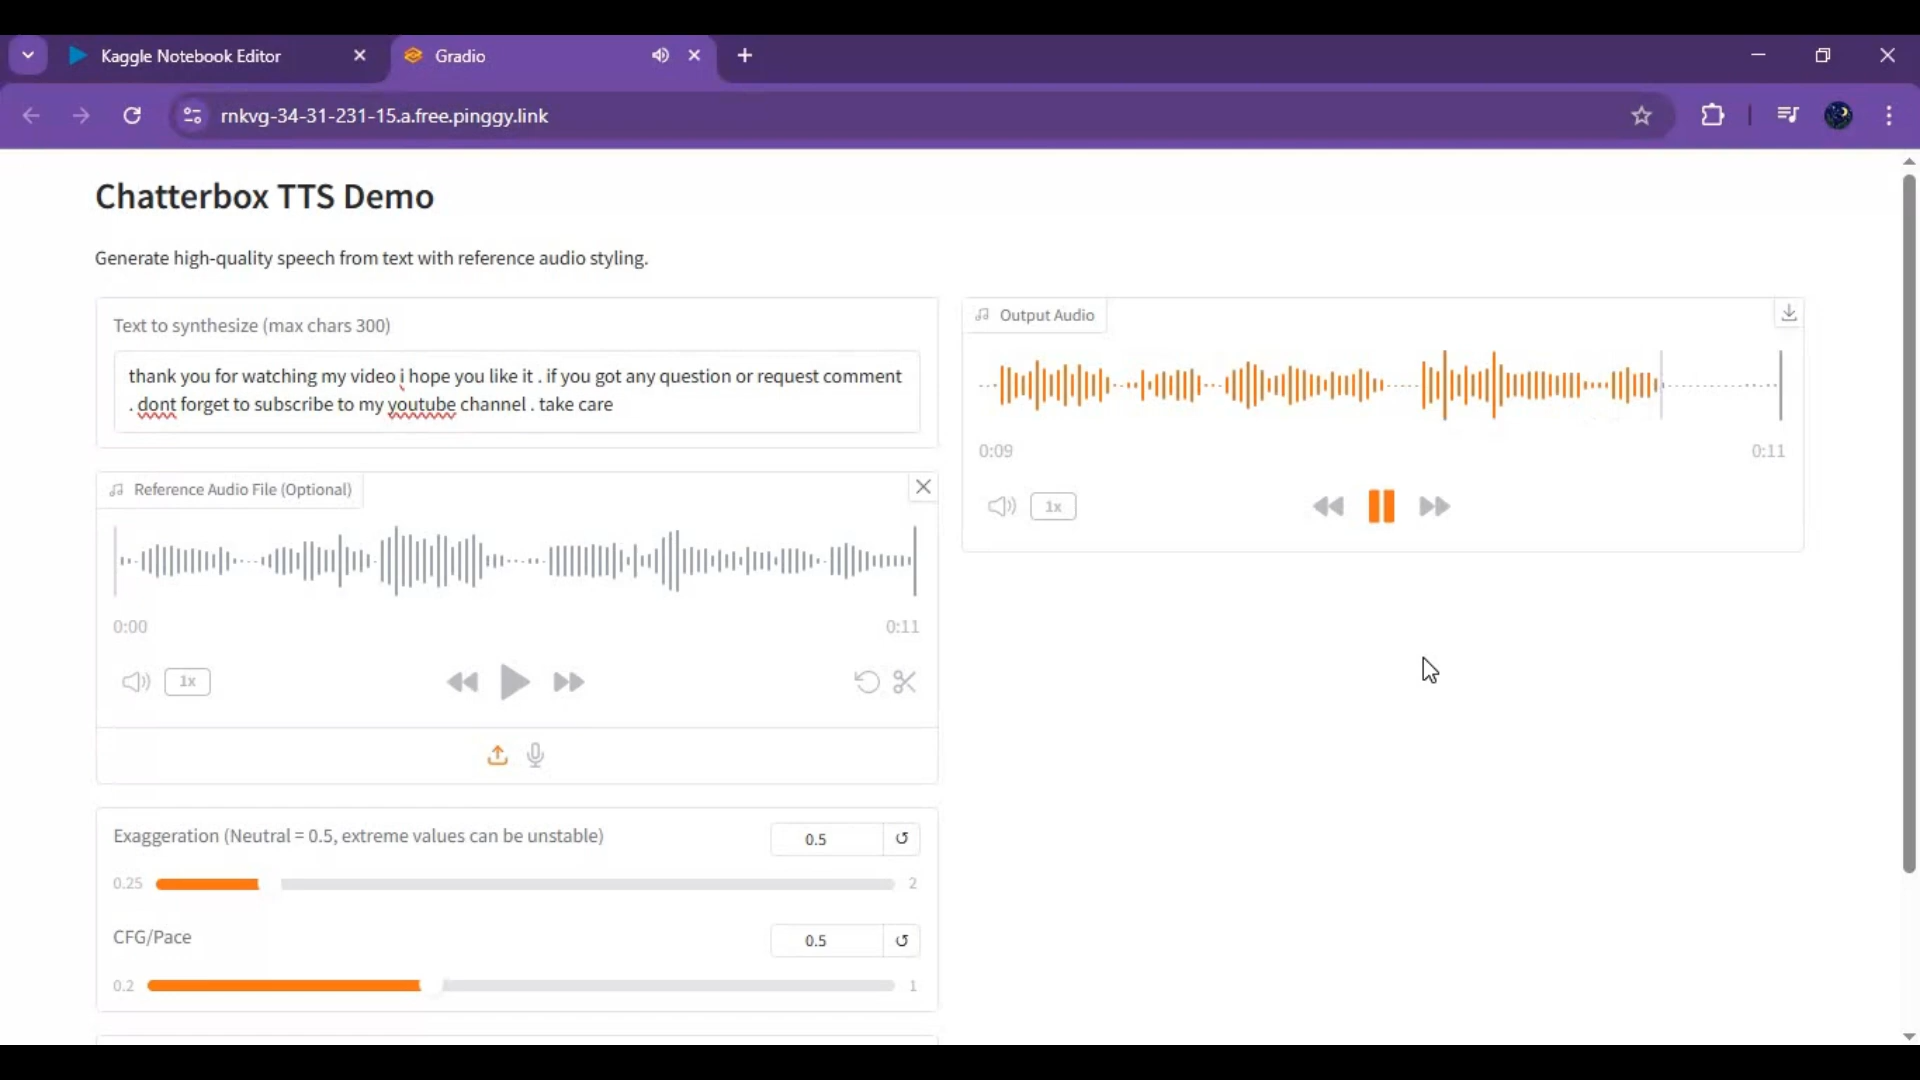 Kaggle Notebook Editor
Gradio
rnkvg-34-31-231-15.a.free.pinggy.link
Chatterbox TTS Demo
Generate high-quality speech from text with reference audio styling.
Text to synthesize (max chars 300)
thank you for watching my video i hope you like it . if you got any question or request comment
. dont forget to subscribe to my youtube channel . take care
Reference Audio File (Optional)
0:00
0:11
1x
Exaggeration (Neutral = 0.5, extreme values can be unstable)
0.5
0.25
2
CFG/Pace
0.5
0.2
1
Output Audio
0:09
0:11
1x